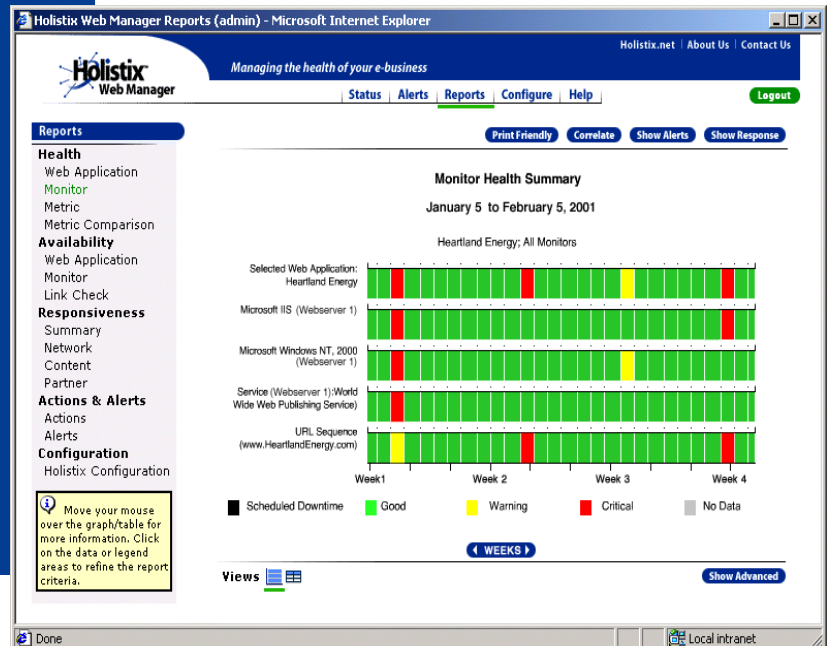 Holistix Web Manager Reports (admin) - Microsoft Internet Explorer
Holistix.net | About Us | Contact Us
Holistix
Web Manager
Managing the health of your e-business
Status | Alerts | Reports | Configure | Help
Logout
Reports
Health
Web Application
Monitor
Metric
Metric Comparison
Availability
Web Application
Monitor
Link Check
Responsiveness
Summary
Network
Content
Partner
Actions & Alerts
Actions
Alerts
Configuration
Holistix Configuration
Move your mouse
over the graph/table for
more information. Click
on the data or legend
areas to refine the report
criteria.
Print Friendly Correlate Show Alerts Show Response
Monitor Health Summary
January 5 to February 5, 2001
Heartland Energy; All Monitors
Selected Web Application:
Heartland Energy
Microsoft IIS (Webserver 1)
Microsoft Windows NT, 2000
(Webserver 1)
Service (Webserver 1):World
Wide Web Publishing Service)
URL Sequence
(www.HeartlandEnergy.com)
Week1 Week 2 Week 3 Week 4
Scheduled Downtime Good Warning Critical No Data
WEEKS
Views
Show Advanced
Done
Local intranet